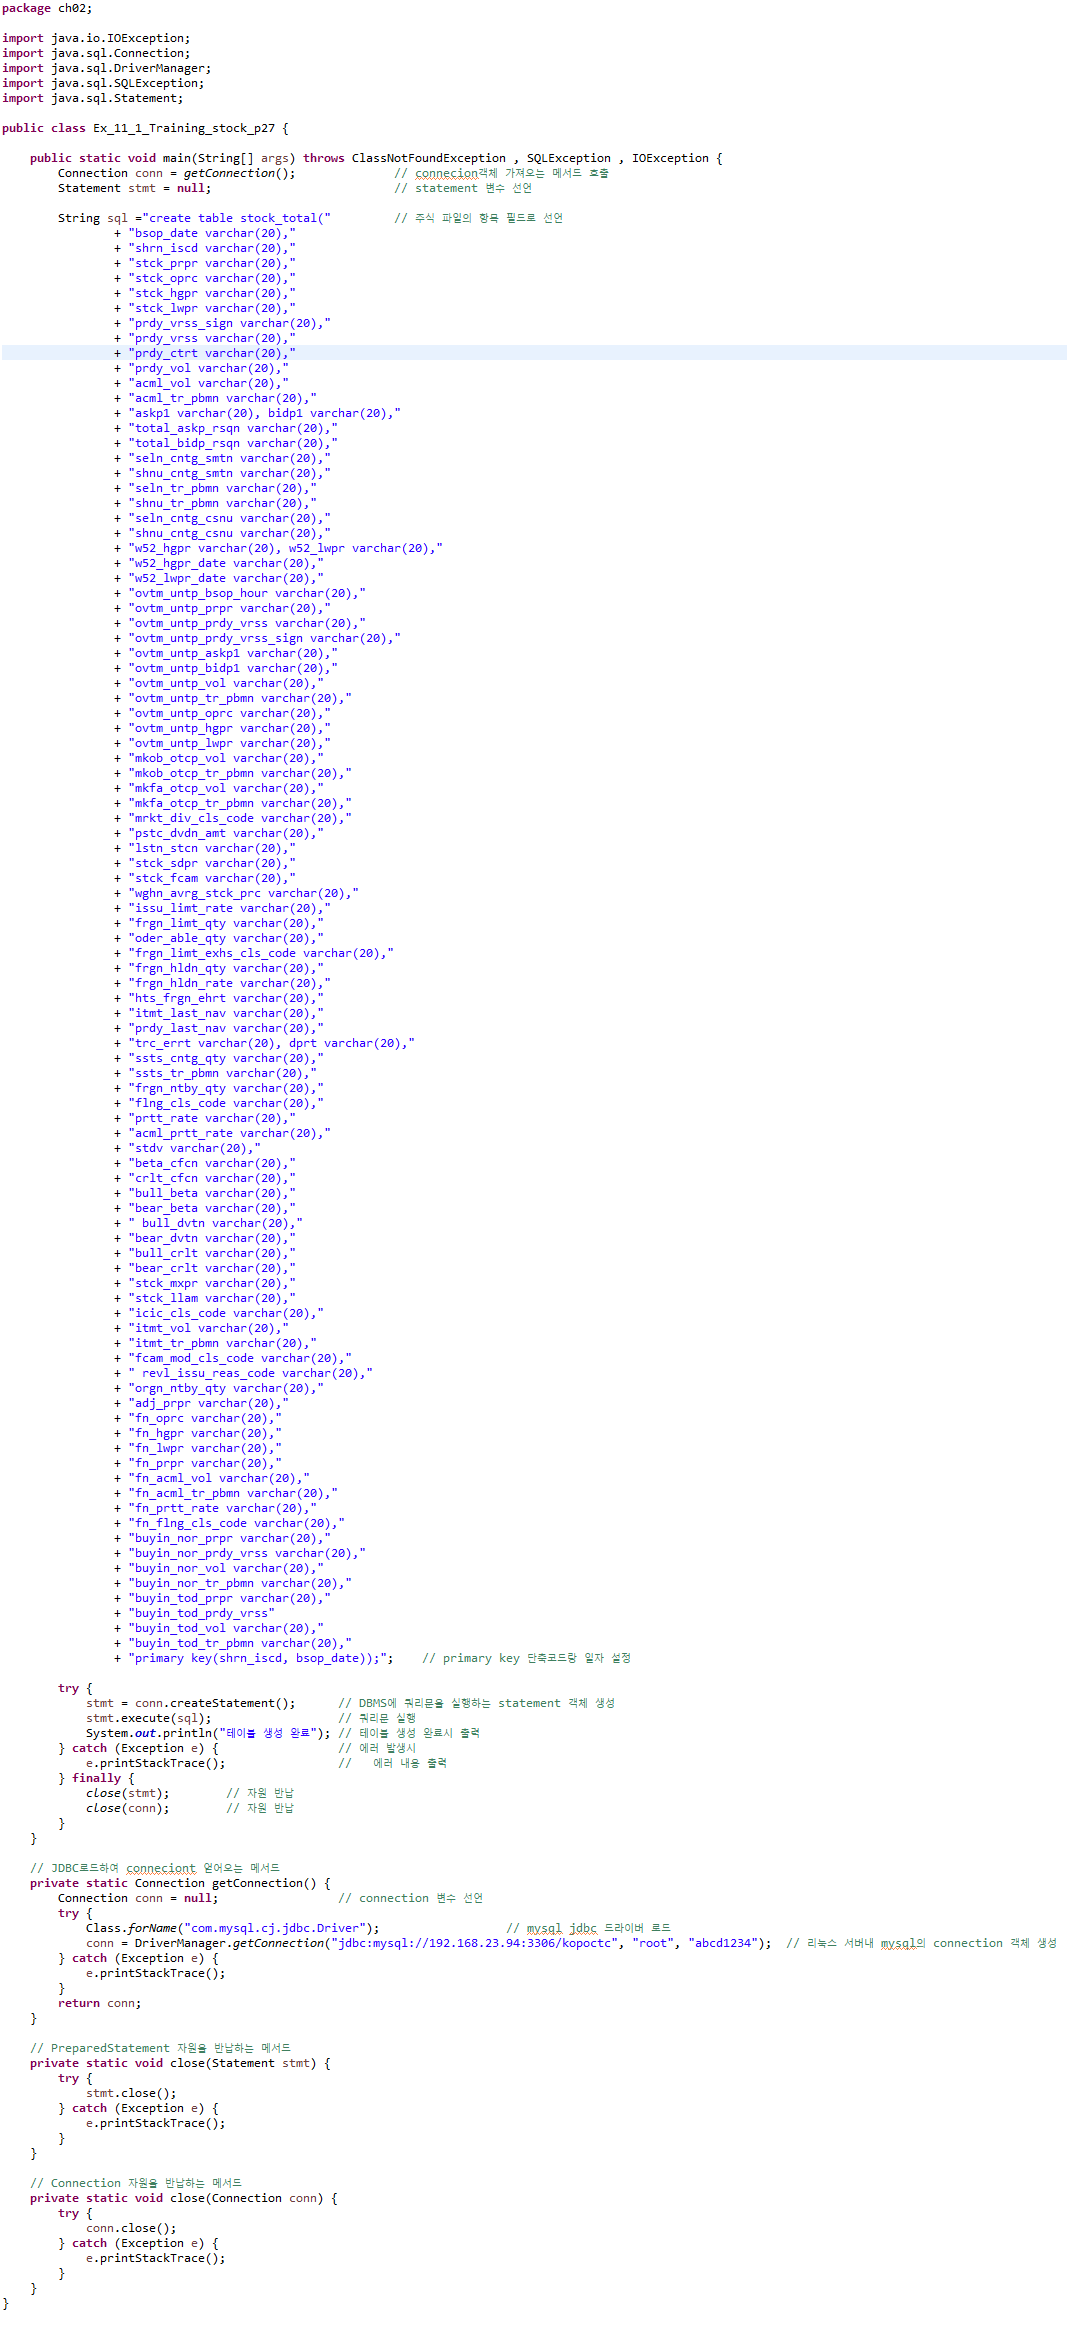 package ch02;

import java.io.IOException;
import java.sql.Connection;
import java.sql.DriverManager;
import java.sql.SQLException;
import java.sql.Statement;

public class Ex_11_1_Training_stock_p27 {

    public static void main(String[] args) throws ClassNotFoundException , SQLException , IOException {
        Connection conn = getConnection();              // connecion객체 가져오는 메서드 호출
        Statement stmt = null;                          // statement 변수 선언

        String sql ="create table stock_total("         // 주식 파일의 항목 필드로 선언
                + "bsop_date varchar(20),"
                + "shrn_iscd varchar(20),"
                + "stck_prpr varchar(20),"
                + "stck_oprc varchar(20),"
                + "stck_hgpr varchar(20),"
                + "stck_lwpr varchar(20),"
                + "prdy_vrss_sign varchar(20),"
                + "prdy_vrss varchar(20),"
                + "prdy_ctrt varchar(20),"
                + "prdy_vol varchar(20),"
                + "acml_vol varchar(20),"
                + "acml_tr_pbmn varchar(20),"
                + "askp1 varchar(20), bidp1 varchar(20),"
                + "total_askp_rsqn varchar(20),"
                + "total_bidp_rsqn varchar(20),"
                + "seln_cntg_smtn varchar(20),"
                + "shnu_cntg_smtn varchar(20),"
                + "seln_tr_pbmn varchar(20),"
                + "shnu_tr_pbmn varchar(20),"
                + "seln_cntg_csnu varchar(20),"
                + "shnu_cntg_csnu varchar(20),"
                + "w52_hgpr varchar(20), w52_lwpr varchar(20),"
                + "w52_hgpr_date varchar(20),"
                + "w52_lwpr_date varchar(20),"
                + "ovtm_untp_bsop_hour varchar(20),"
                + "ovtm_untp_prpr varchar(20),"
                + "ovtm_untp_prdy_vrss varchar(20),"
                + "ovtm_untp_prdy_vrss_sign varchar(20),"
                + "ovtm_untp_askp1 varchar(20),"
                + "ovtm_untp_bidp1 varchar(20),"
                + "ovtm_untp_vol varchar(20),"
                + "ovtm_untp_tr_pbmn varchar(20),"
                + "ovtm_untp_oprc varchar(20),"
                + "ovtm_untp_hgpr varchar(20),"
                + "ovtm_untp_lwpr varchar(20),"
                + "mkob_otcp_vol varchar(20),"
                + "mkob_otcp_tr_pbmn varchar(20),"
                + "mkfa_otcp_vol varchar(20),"
                + "mkfa_otcp_tr_pbmn varchar(20),"
                + "mrkt_div_cls_code varchar(20),"
                + "pstc_dvdn_amt varchar(20),"
                + "lstn_stcn varchar(20),"
                + "stck_sdpr varchar(20),"
                + "stck_fcam varchar(20),"
                + "wghn_avrg_stck_prc varchar(20),"
                + "issu_limt_rate varchar(20),"
                + "frgn_limt_qty varchar(20),"
                + "oder_able_qty varchar(20),"
                + "frgn_limt_exhs_cls_code varchar(20),"
                + "frgn_hldn_qty varchar(20),"
                + "frgn_hldn_rate varchar(20),"
                + "hts_frgn_ehrt varchar(20),"
                + "itmt_last_nav varchar(20),"
                + "prdy_last_nav varchar(20),"
                + "trc_errt varchar(20), dprt varchar(20),"
                + "ssts_cntg_qty varchar(20),"
                + "ssts_tr_pbmn varchar(20),"
                + "frgn_ntby_qty varchar(20),"
                + "flng_cls_code varchar(20),"
                + "prtt_rate varchar(20),"
                + "acml_prtt_rate varchar(20),"
                + "stdv varchar(20),"
                + "beta_cfcn varchar(20),"
                + "crlt_cfcn varchar(20),"
                + "bull_beta varchar(20),"
                + "bear_beta varchar(20),"
                + " bull_dvtn varchar(20),"
                + "bear_dvtn varchar(20),"
                + "bull_crlt varchar(20),"
                + "bear_crlt varchar(20),"
                + "stck_mxpr varchar(20),"
                + "stck_llam varchar(20),"
                + "icic_cls_code varchar(20),"
                + "itmt_vol varchar(20),"
                + "itmt_tr_pbmn varchar(20),"
                + "fcam_mod_cls_code varchar(20),"
                + " revl_issu_reas_code varchar(20),"
                + "orgn_ntby_qty varchar(20),"
                + "adj_prpr varchar(20),"
                + "fn_oprc varchar(20),"
                + "fn_hgpr varchar(20),"
                + "fn_lwpr varchar(20),"
                + "fn_prpr varchar(20),"
                + "fn_acml_vol varchar(20),"
                + "fn_acml_tr_pbmn varchar(20),"
                + "fn_prtt_rate varchar(20),"
                + "fn_flng_cls_code varchar(20),"
                + "buyin_nor_prpr varchar(20),"
                + "buyin_nor_prdy_vrss varchar(20),"
                + "buyin_nor_vol varchar(20),"
                + "buyin_nor_tr_pbmn varchar(20),"
                + "buyin_tod_prpr varchar(20),"
                + "buyin_tod_prdy_vrss"
                + "buyin_tod_vol varchar(20),"
                + "buyin_tod_tr_pbmn varchar(20),"
                + "primary key(shrn_iscd, bsop_date));";    // primary key 단축코드랑 일자 설정

        try {
            stmt = conn.createStatement();      // DBMS에 쿼리문을 실행하는 statement 객체 생성
            stmt.execute(sql);                  // 쿼리문 실행
            System.out.println("테이블 생성 완료"); // 테이블 생성 완료시 출력
        } catch (Exception e) {                 // 에러 발생시
            e.printStackTrace();                //   에러 내용 출력
        } finally {
            close(stmt);        // 자원 반납
            close(conn);        // 자원 반납
        }
    }

    // JDBC로드하여 conneciont 얻어오는 메서드
    private static Connection getConnection() {
        Connection conn = null;                 // connection 변수 선언
        try {
            Class.forName("com.mysql.cj.jdbc.Driver");                  // mysql jdbc 드라이버 로드
            conn = DriverManager.getConnection("jdbc:mysql://192.168.23.94:3306/kopoctc", "root", "abcd1234");  // 리눅스 서버내 mysql의 connection 객체 생성
        } catch (Exception e) {
            e.printStackTrace();
        }
        return conn;
    }

    // PreparedStatement 자원을 반납하는 메서드
    private static void close(Statement stmt) {
        try {
            stmt.close();
        } catch (Exception e) {
            e.printStackTrace();
        }
    }

    // Connection 자원을 반납하는 메서드
    private static void close(Connection conn) {
        try {
            conn.close();
        } catch (Exception e) {
            e.printStackTrace();
        }
    }
}